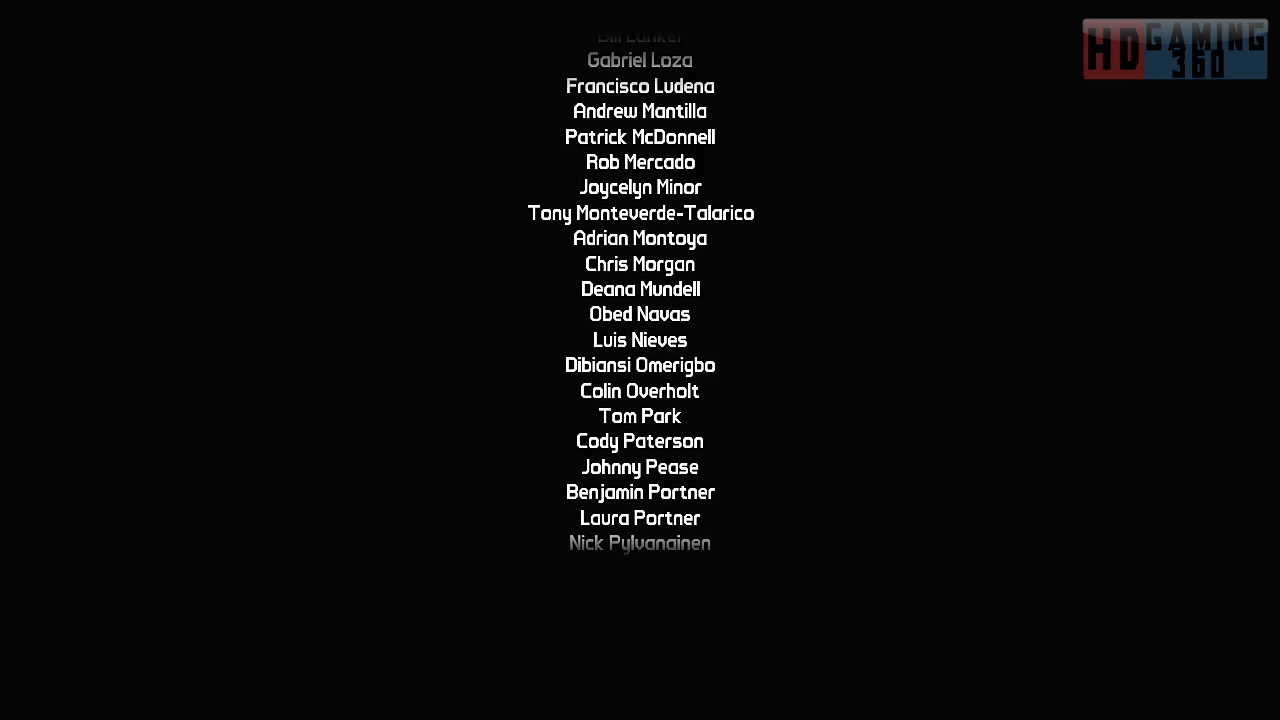 Gabriel Loza
Francisco Ludena
Andrew Mantilla
Patrick McDonnell
Rob Mercado
Joycelyn Minor
Tony Monteverde-Talarico
Adrian Montoya
Chris Morgan
Deana Mundell
Obed Navas
Luis Nieves
Dibiansi Omerigbo
Colin Overholt
Tom Park
Cody Paterson
Johnny Pease
Benjamin Portner
Laura Portner
Nick Pylvanainen
HD GAMING
360